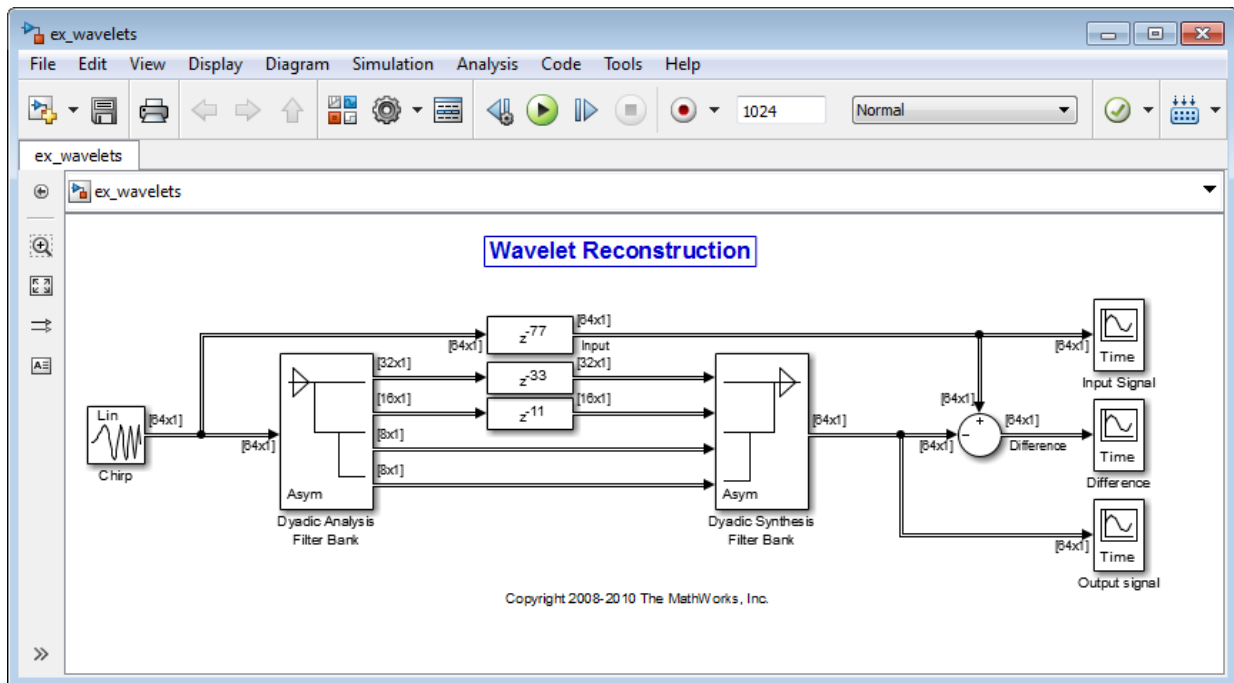 ex_wavelets
File Edit View Display Diagram Simulation Analysis Code Tools Help
1024 Normal
ex_wavelets
ex_wavelets
Wavelet Reconstruction
[64x1]
z-77
Input
[64x1]
[64x1]
Time
Input Signal
[32x1]
z-33
[32x1]
[16x1]
z-11
[16x1]
[8x1]
[8x1]
Lin
Chirp
[64x1]
[64x1]
Asym
Dyadic Analysis
Filter Bank
Asym
Dyadic Synthesis
Filter Bank
[64x1]
[64x1]
[64x1]
+
−
[64x1]
Difference
Time
Difference
[64x1]
Time
Output signal
Copyright 2008-2010 The MathWorks, Inc.